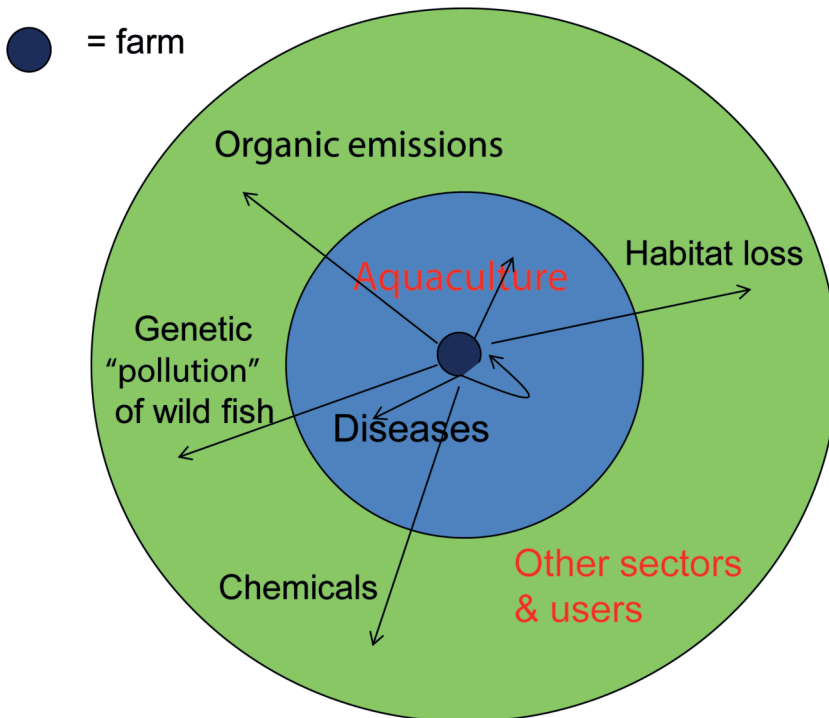 = farm
Organic emissions
Aquaculture
Habitat loss
Genetic
“pollution”
of wild fish
Diseases
Chemicals
Other sectors
& users